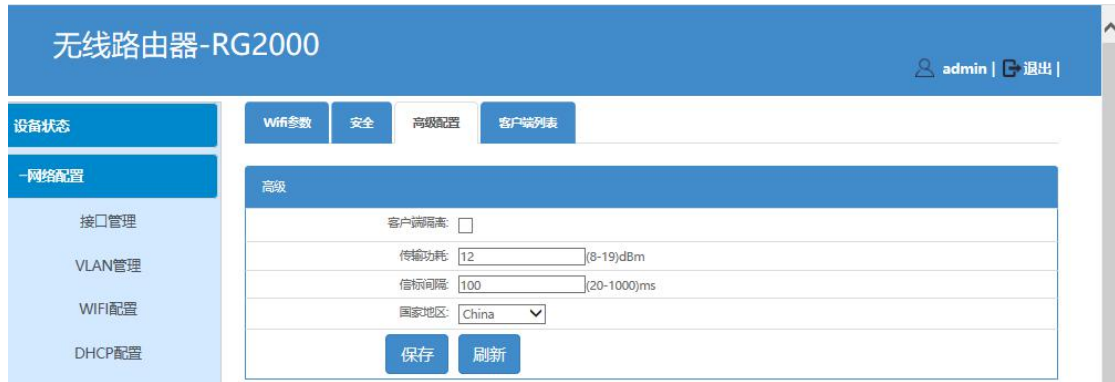 无线路由器-RG2000
admin | 退出 |
设备状态
Wifi参数 安全 高级配置 客户端列表
-网络配置
高级
接口管理
客户端隔离:
VLAN管理
传输功耗: 12 (8-19)dBm
信标间隔: 100 (20-1000)ms
WIFI配置
国家地区: China
DHCP配置
保存 刷新